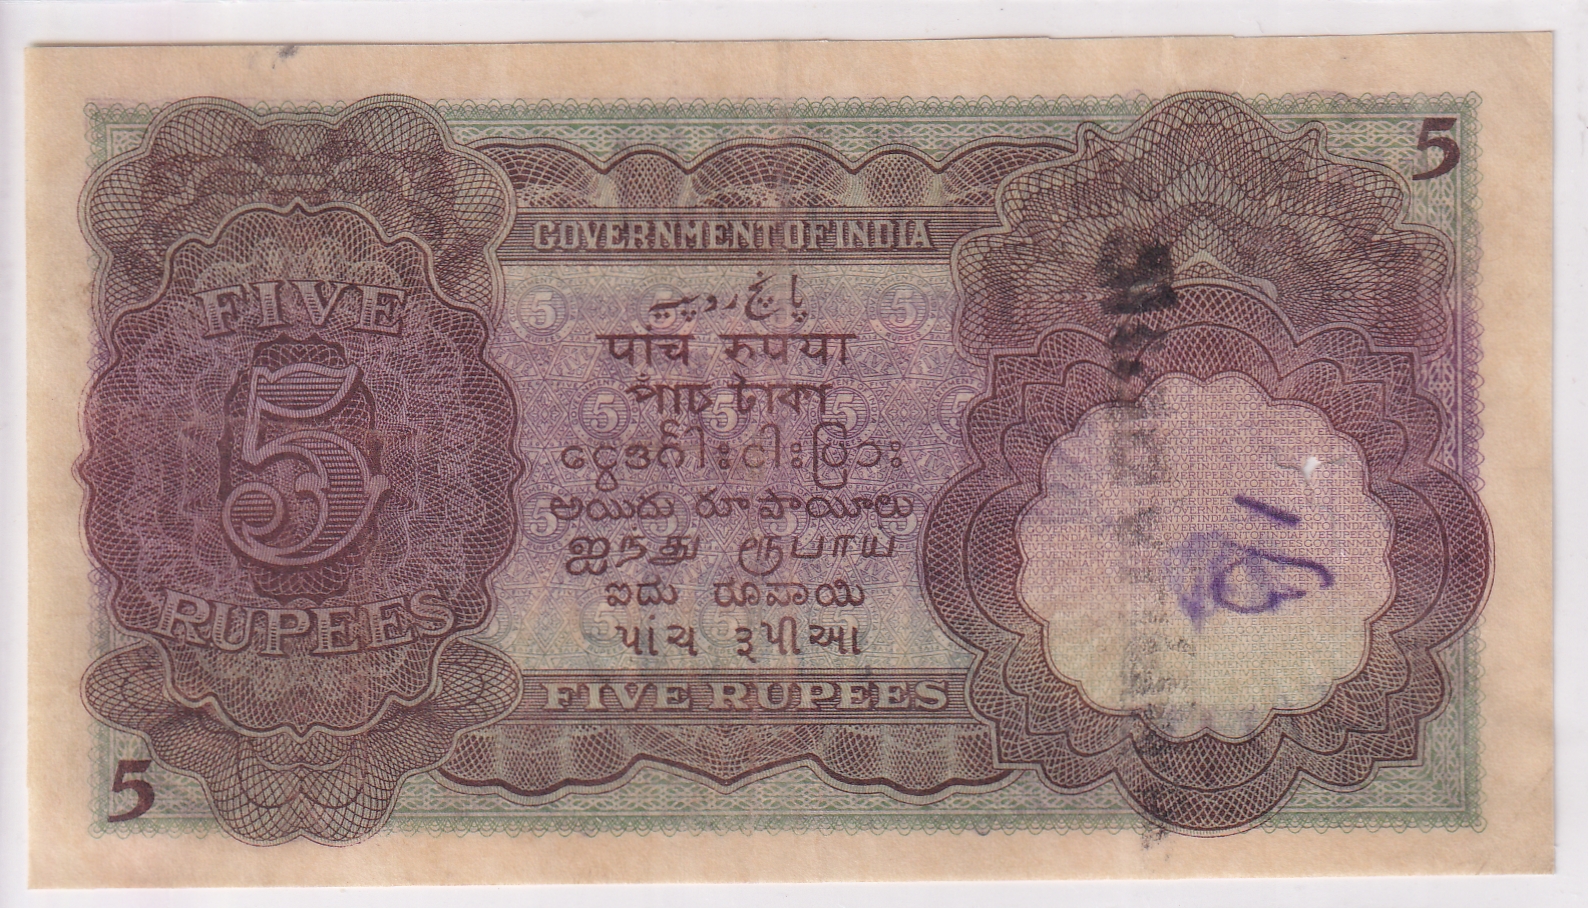 5
GOVERNMENT OF INDIA
پانچ روپیے
पांच रुपया
পাঁচ টাকা
ငွေဒင်္ဂါးငါးပြား
అయిదు రూపాయీలు
ஐந்து ரூபாய
ಐದು ರೂಪಾಯಿ
પાંચ રૂપીઆ
FIVE RUPEES
FIVE
5
RUPEES
5